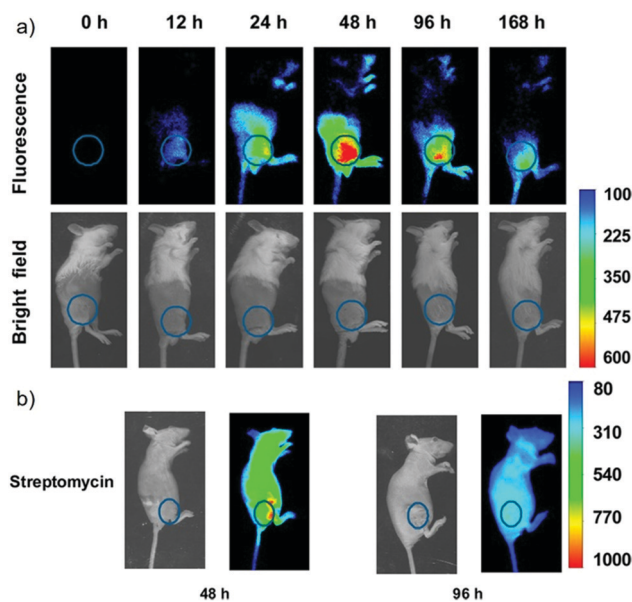 a)
0 h 12 h 24 h 48 h 96 h 168 h
Fluorescence
Bright field
100
225
350
475
600
b)
Streptomycin
80
310
540
770
1000
48 h 96 h